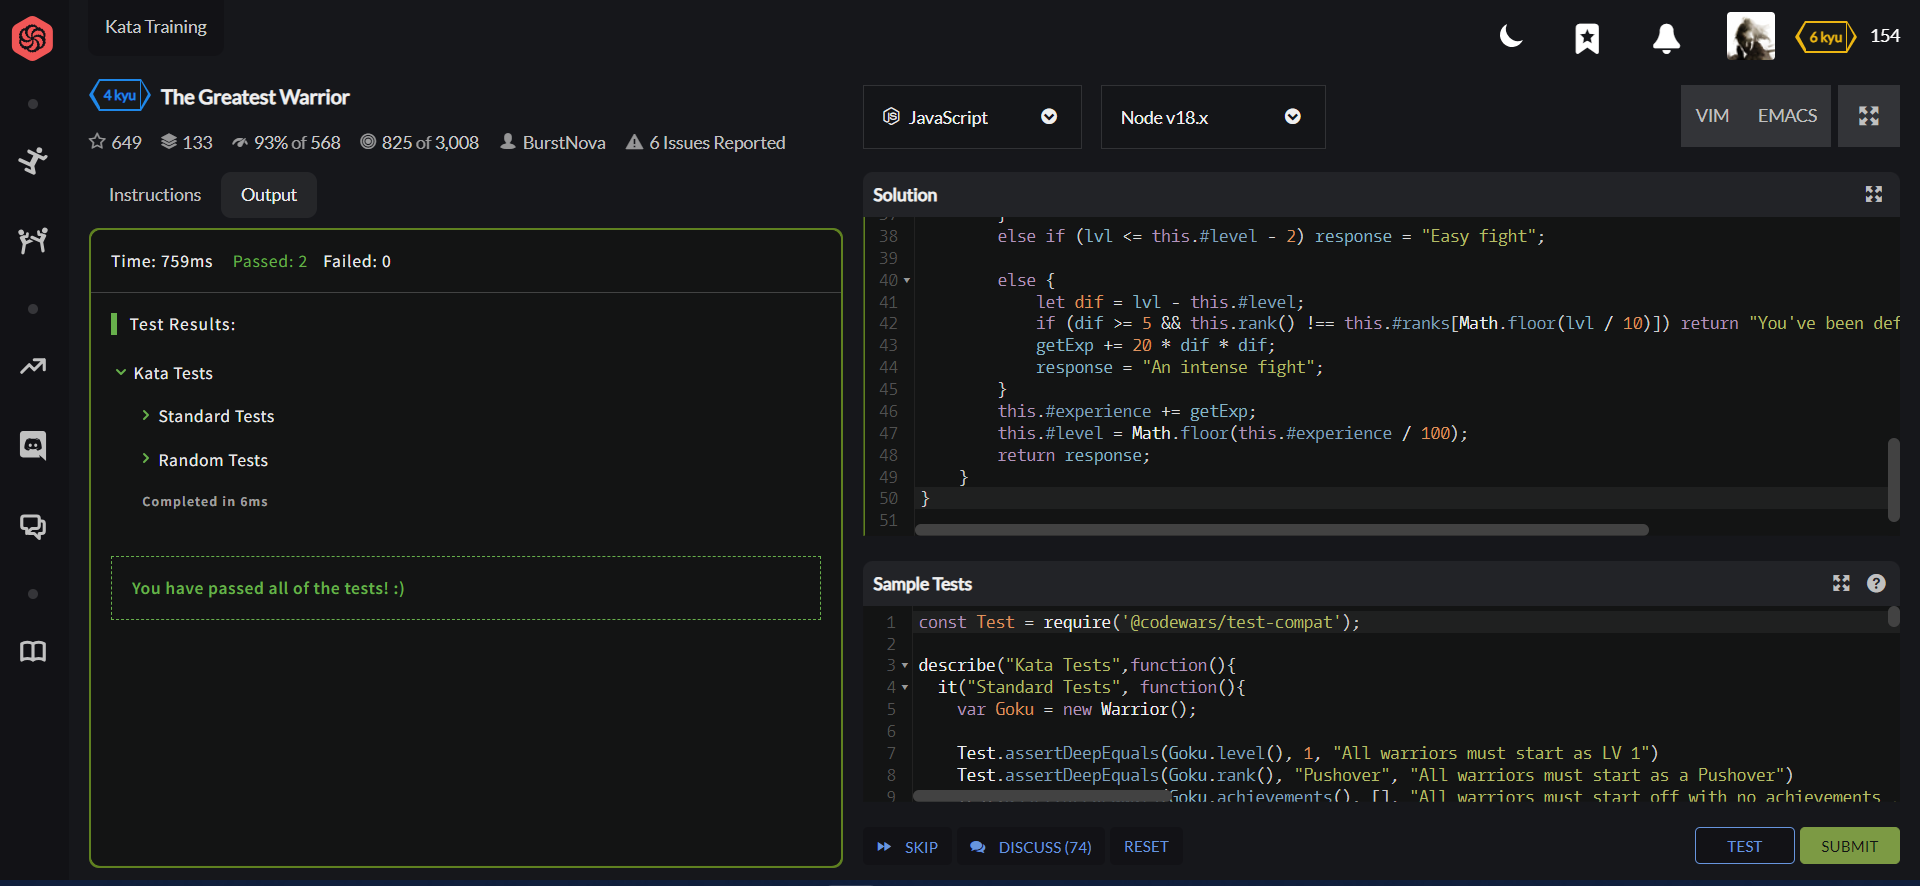 Kata Training
6 kyu 154
4 kyu The Greatest Warrior
649 133 93% of 568 825 of 3,008 BurstNova 6 Issues Reported
Instructions Output
Time: 759ms Passed: 2 Failed: 0
Test Results:
Kata Tests
Standard Tests
Random Tests
Completed in 6ms
You have passed all of the tests! :)
JavaScript Node v18.x VIM EMACS
Solution
37 }
38 else if (lvl <= this.#level - 2) response = "Easy fight";
39
40 else {
41 let dif = lvl - this.#level;
42 if (dif >= 5 && this.rank() !== this.#ranks[Math.floor(lvl / 10)]) return "You've been def
43 getExp += 20 * dif * dif;
44 response = "An intense fight";
45 }
46 this.#experience += getExp;
47 this.#level = Math.floor(this.#experience / 100);
48 return response;
49 }
50 }
51
Sample Tests
1 const Test = require('@codewars/test-compat');
2
3 describe("Kata Tests",function(){
4 it("Standard Tests", function(){
5 var Goku = new Warrior();
6
7 Test.assertDeepEquals(Goku.level(), 1, "All warriors must start as LV 1")
8 Test.assertDeepEquals(Goku.rank(), "Pushover", "All warriors must start as a Pushover")
9 Goku.achievements(), [], "All warriors must start off with no achievements
SKIP DISCUSS (74) RESET TEST SUBMIT